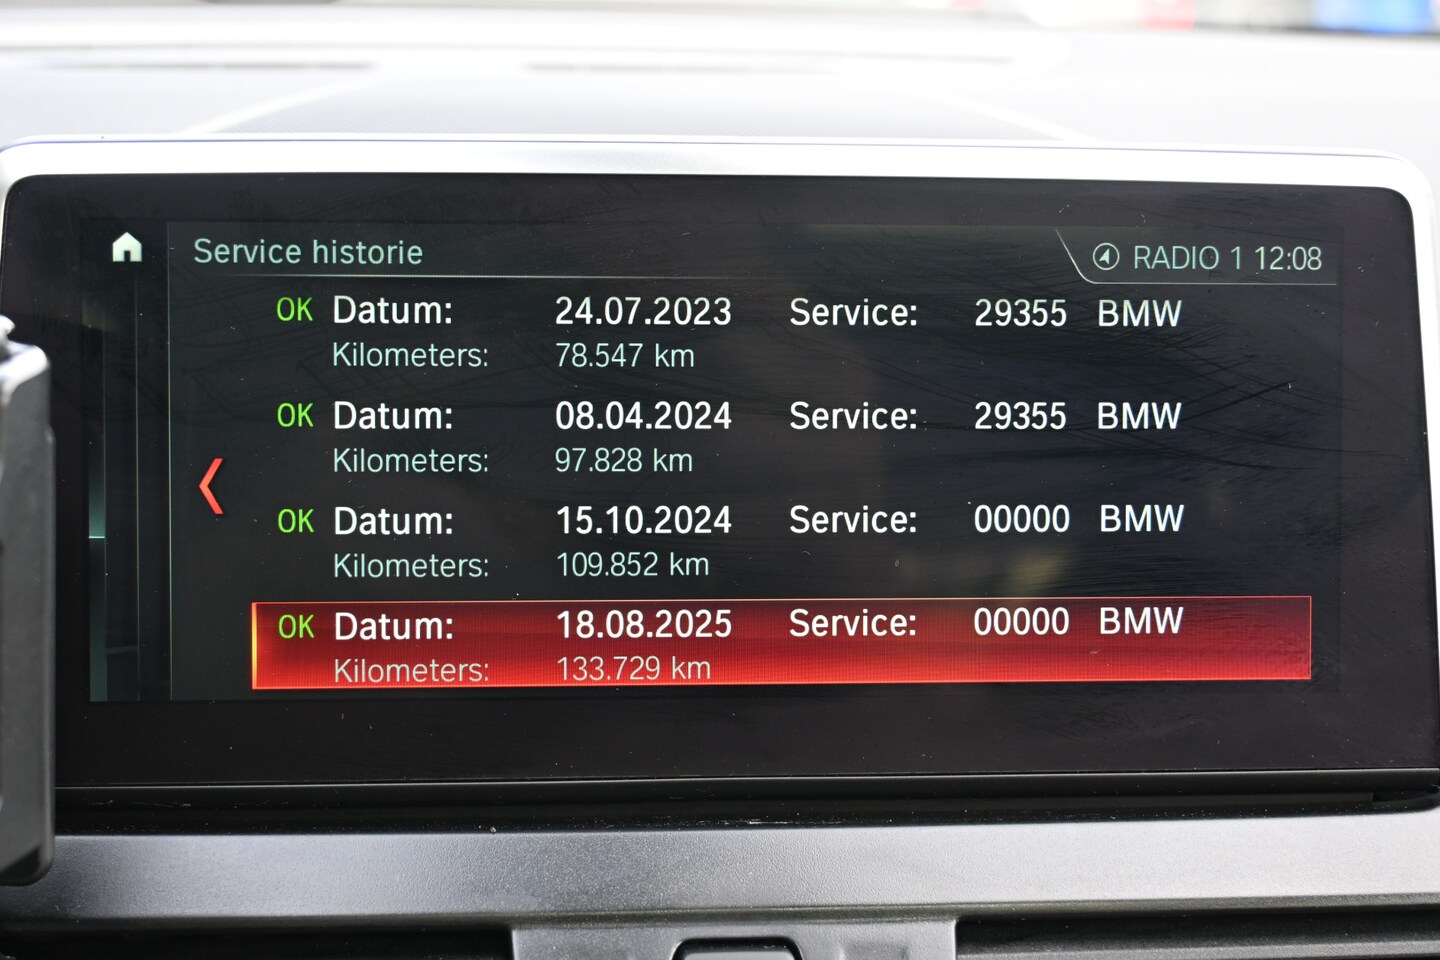 Service historie
RADIO 1 12:08
OK Datum: 24.07.2023 Service: 29355 BMW
Kilometers: 78.547 km
OK Datum: 08.04.2024 Service: 29355 BMW
Kilometers: 97.828 km
OK Datum: 15.10.2024 Service: 00000 BMW
Kilometers: 109.852 km
OK Datum: 18.08.2025 Service: 00000 BMW
Kilometers: 133.729 km